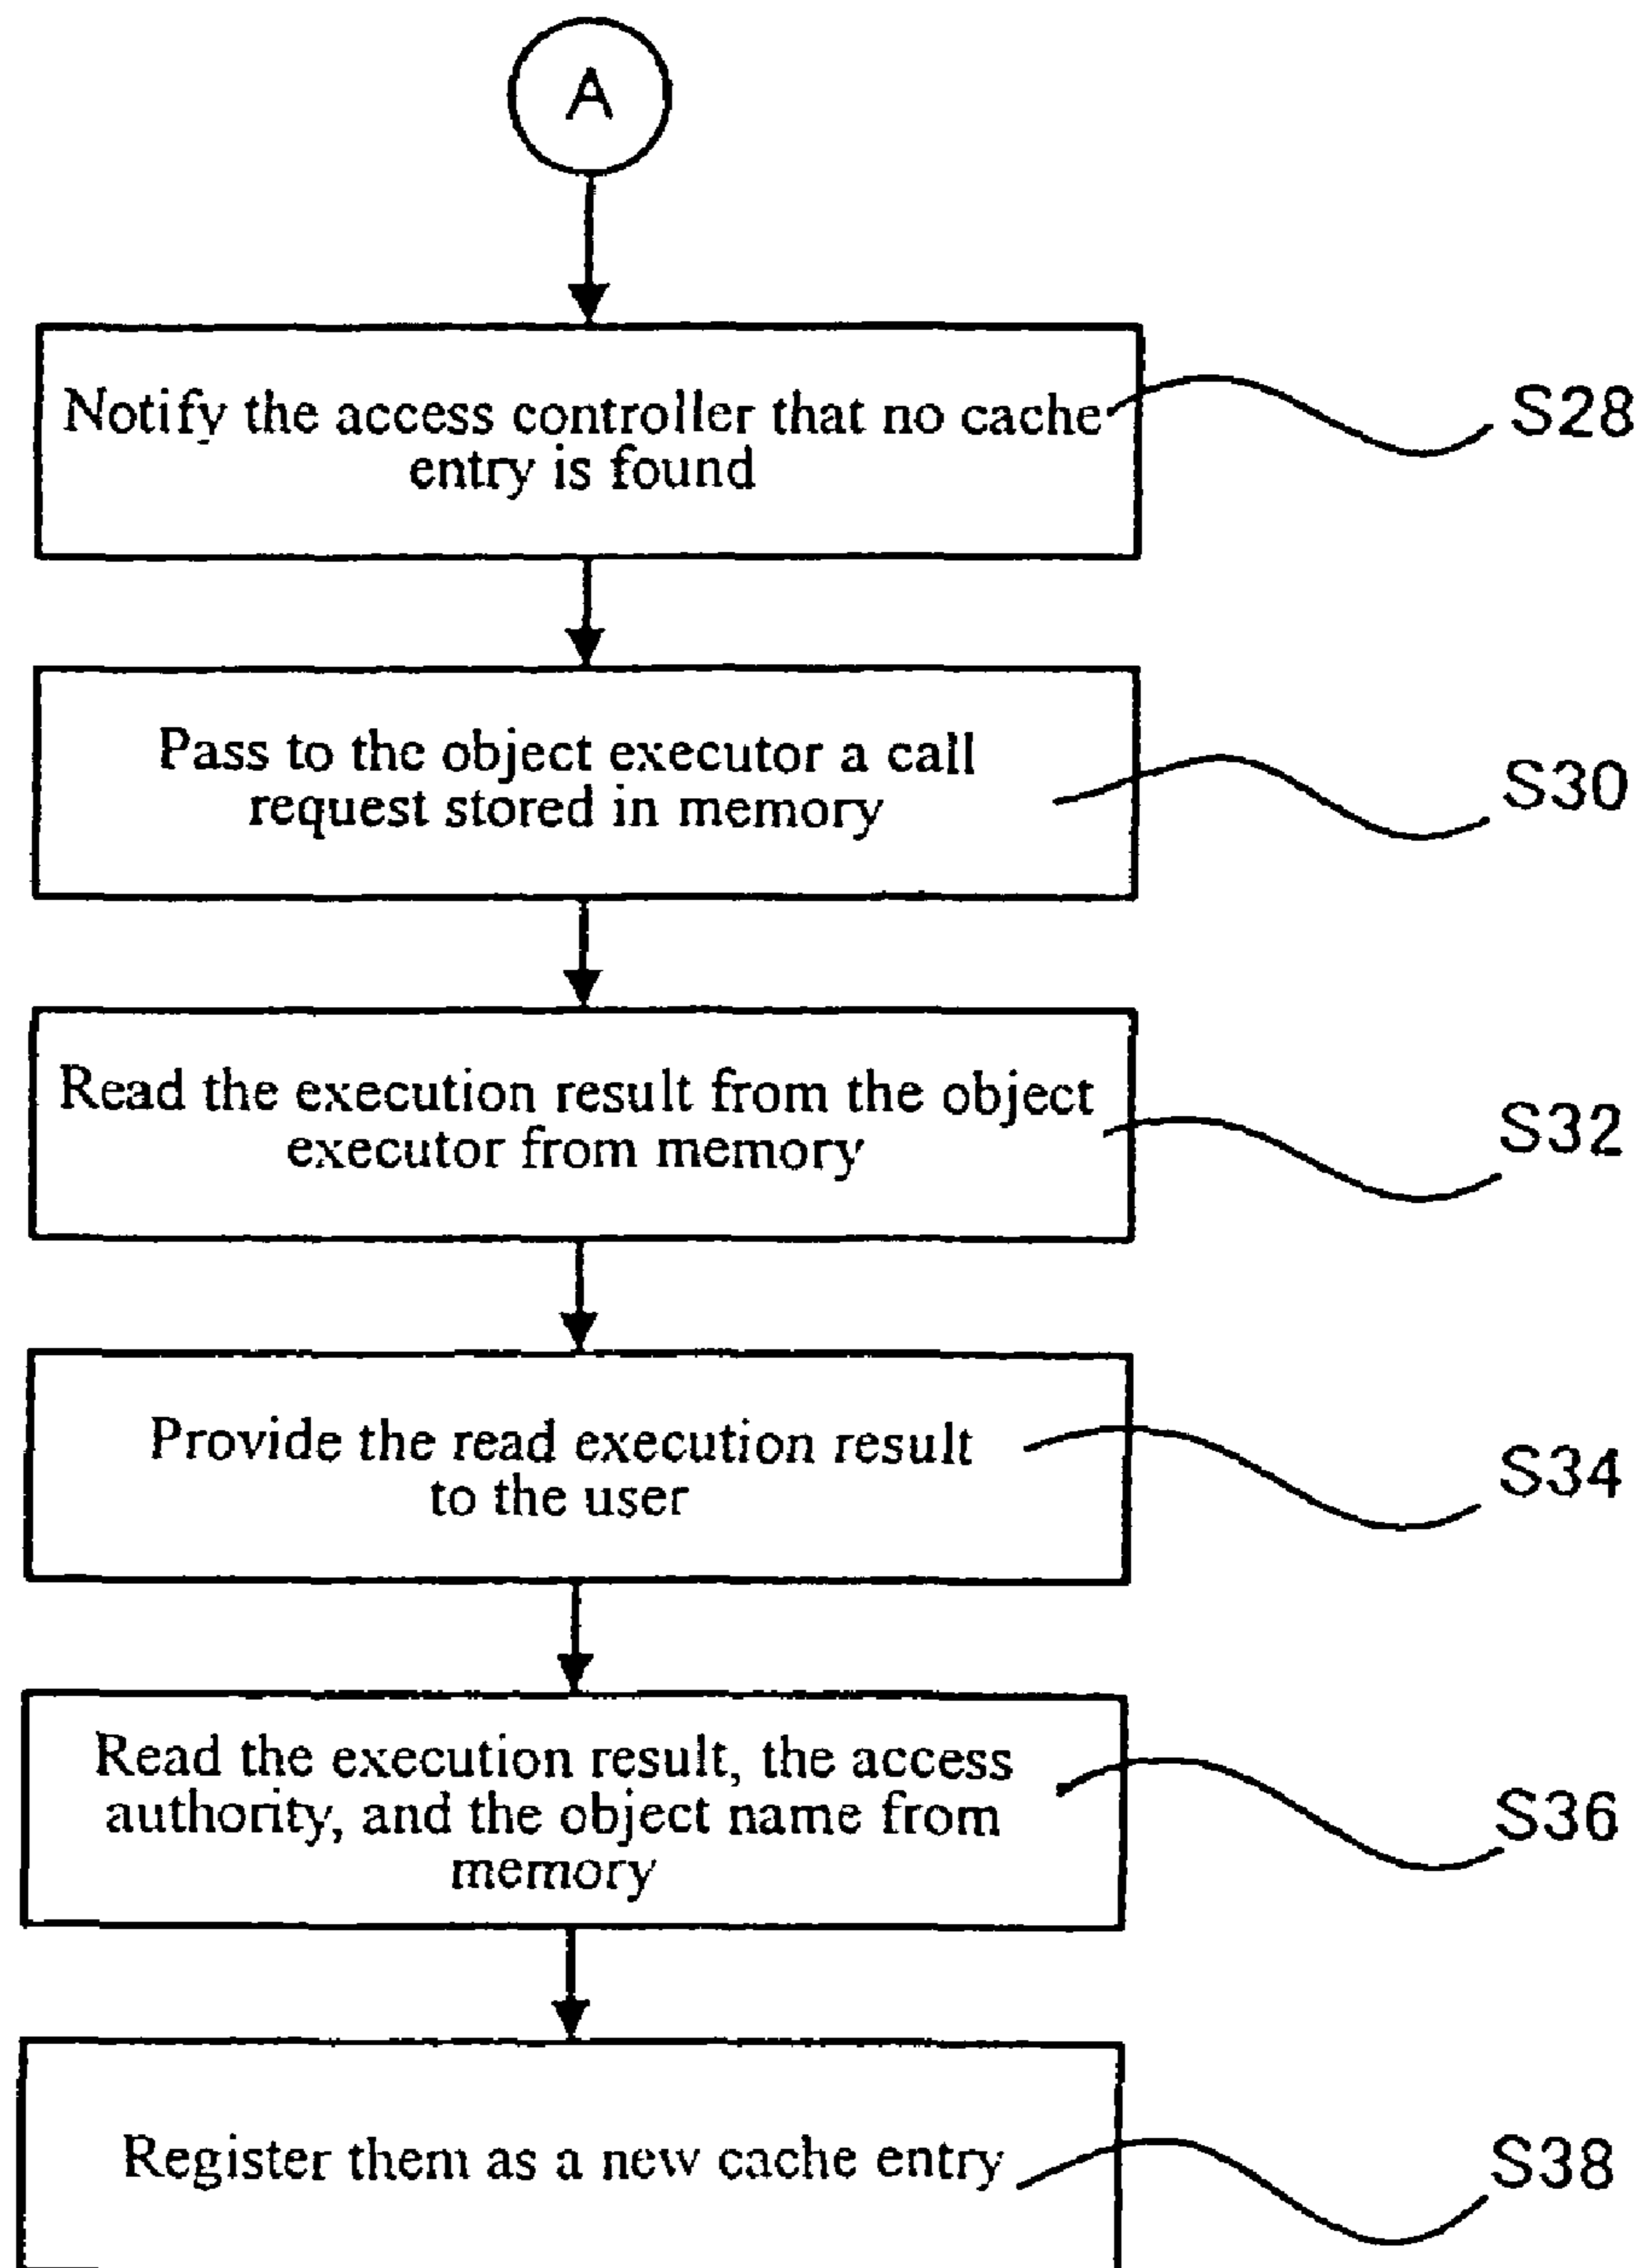 A
Notify the access controller that no cache
entry is found
S28
Pass to the object executor a call
request stored in memory
S30
Read the execution result from the object
executor from memory
S32
Provide the read execution result
to the user
S34
Read the execution result, the access
authority, and the object name from
memory
S36
Register them as a new cache entry
S38